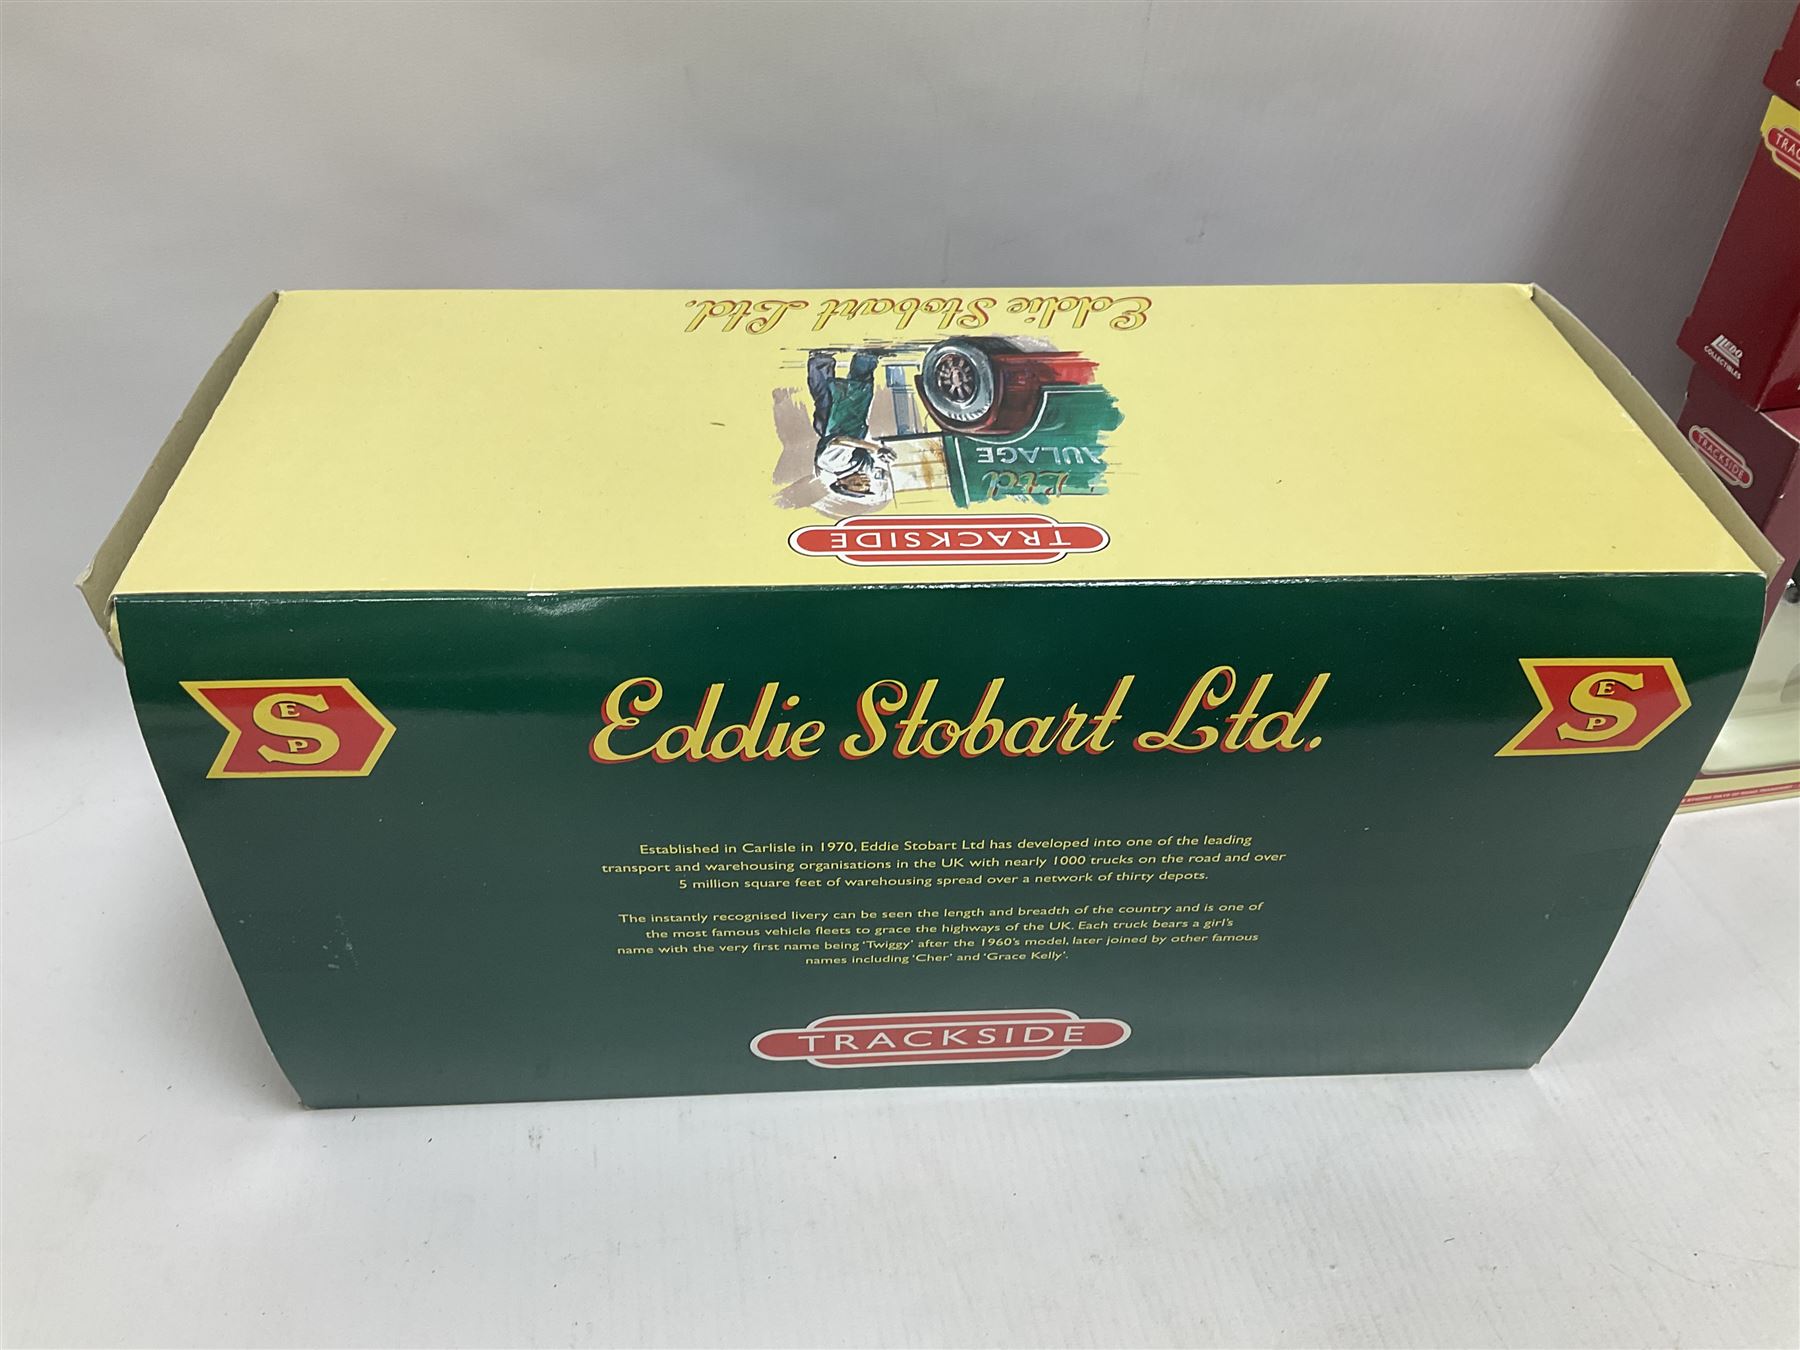 Eddie Stobart Ltd.
Ltd
AULAGE
TRACKSIDE
E
S
P
Eddie Stobart Ltd.
E
S
P
Established in Carlisle in 1970, Eddie Stobart Ltd has developed into one of the leading
transport and warehousing organisations in the UK with nearly 1000 trucks on the road and over
5 million square feet of warehousing spread over a network of thirty depots.
The instantly recognised livery can be seen the length and breadth of the country and is one of
the most famous vehicle fleets to grace the highways of the UK. Each truck bears a girl's
name with the very first name being 'Twiggy' after the 1960's model, later joined by other famous
names including 'Cher' and 'Grace Kelly'.
TRACKSIDE
TRAC
LLEDO
COLLECTIBLES
TRACKSIDE